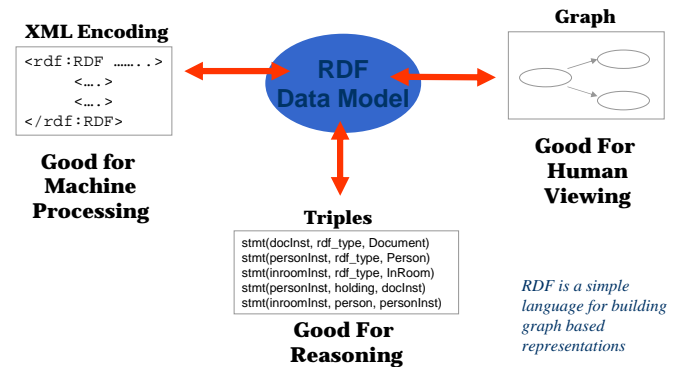 XML Encoding
<rdf:RDF ……..>
<….>
<….>
</rdf:RDF>
Good for
Machine
Processing
RDF
Data Model
Graph
Good For
Human
Viewing
Triples
stmt(docInst, rdf_type, Document)
stmt(personInst, rdf_type, Person)
stmt(inroomInst, rdf_type, InRoom)
stmt(personInst, holding, docInst)
stmt(inroomInst, person, personInst)
Good For
Reasoning
RDF is a simple
language for building
graph based
representations